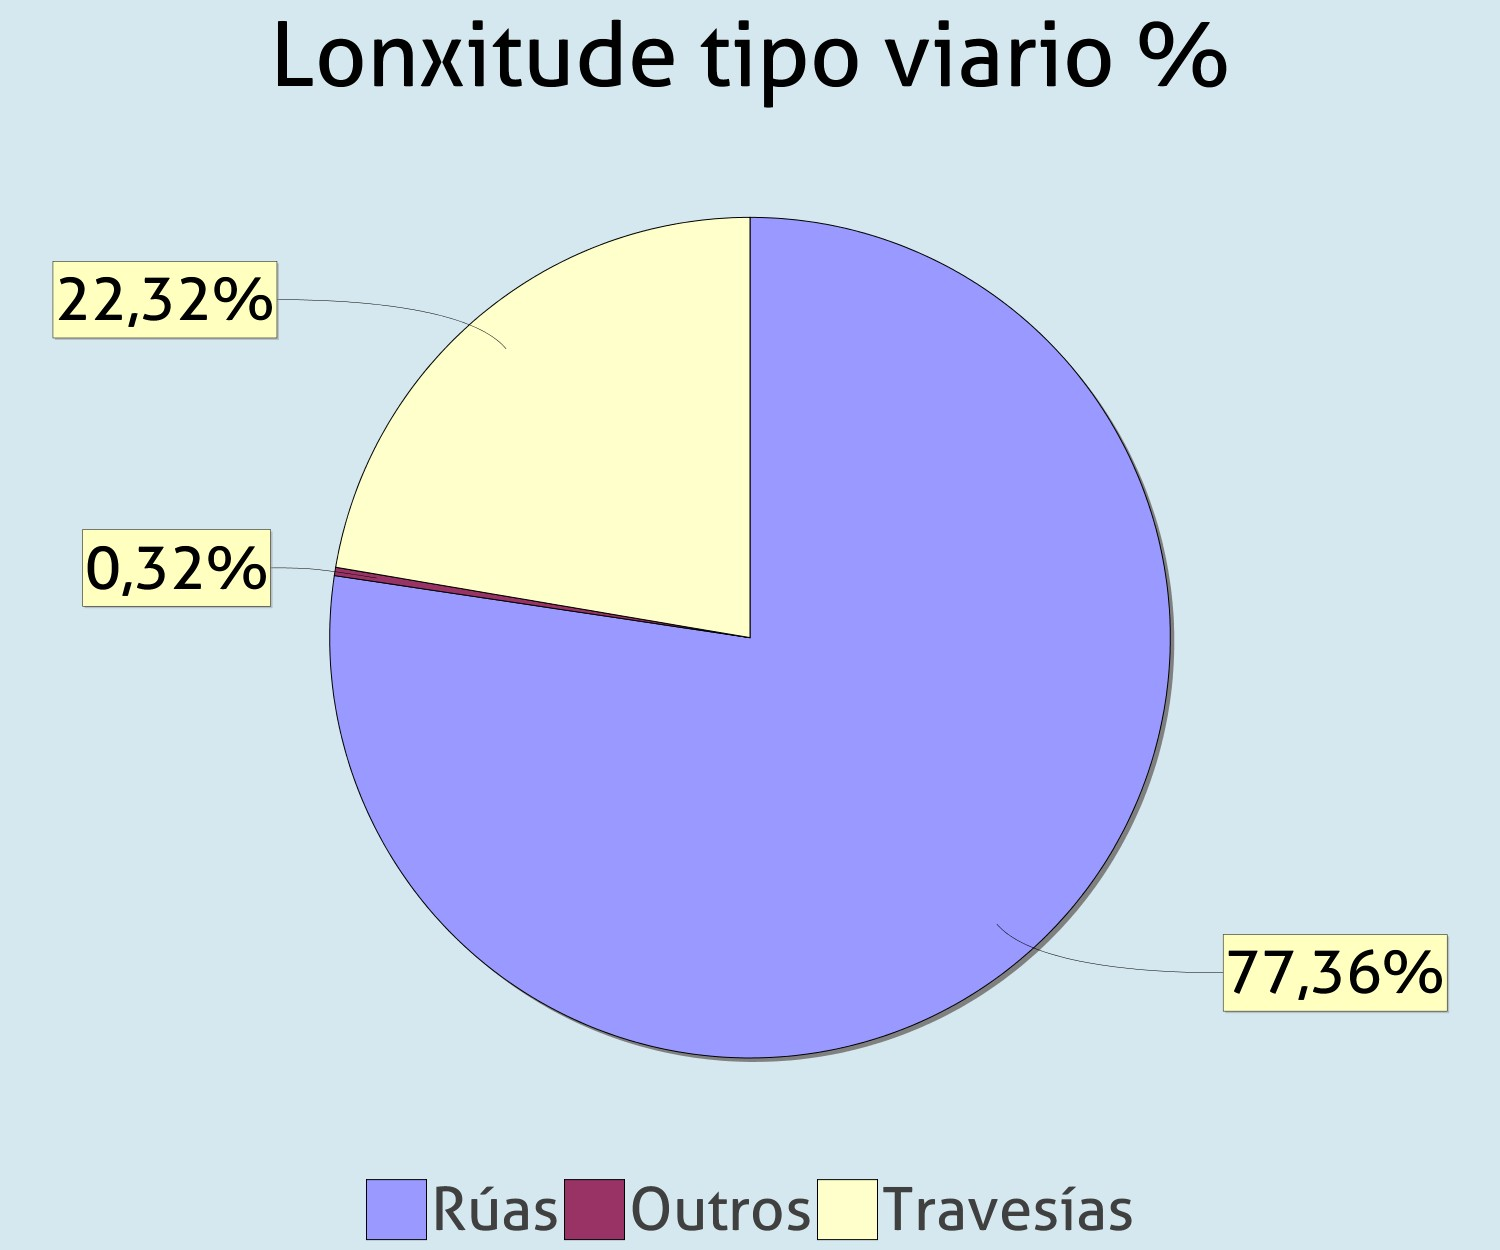 Lonxitude tipo viario %
22,32%
0,32%
77,36%
Rúas Outros Travesías